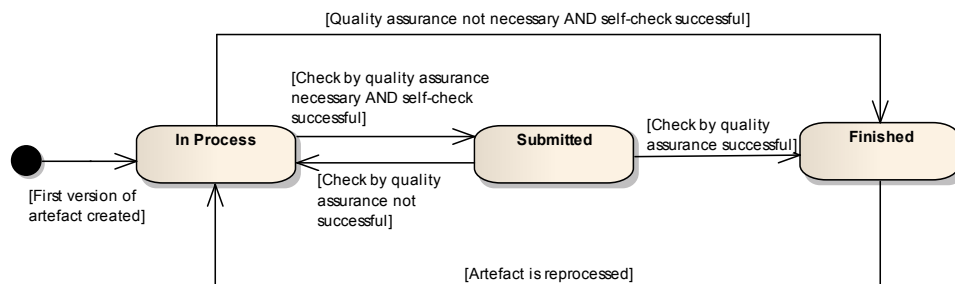 [Quality assurance not necessary AND self-check successful]
[Check by quality assurance
necessary AND self-check
successful]
In Process
Submitted
[Check by quality
assurance successful]
Finished
[First version of
artefact created]
[Check by quality
assurance not
successful]
[Artefact is reprocessed]